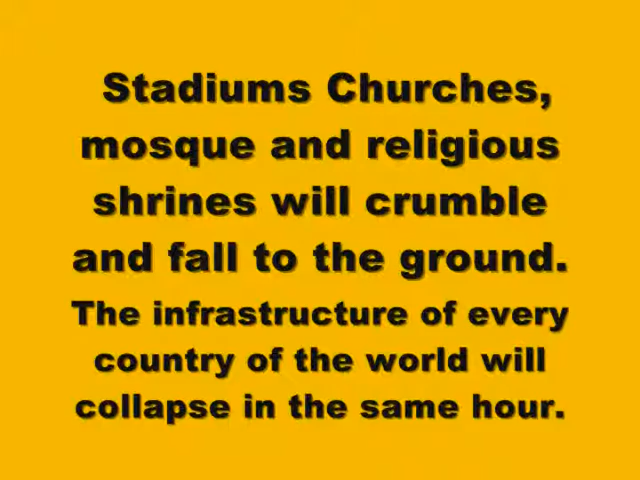 Stadiums Churches,
mosque and religious
shrines will crumble
and fall to the ground.
The infrastructure of every
country of the world will
collapse in the same hour.